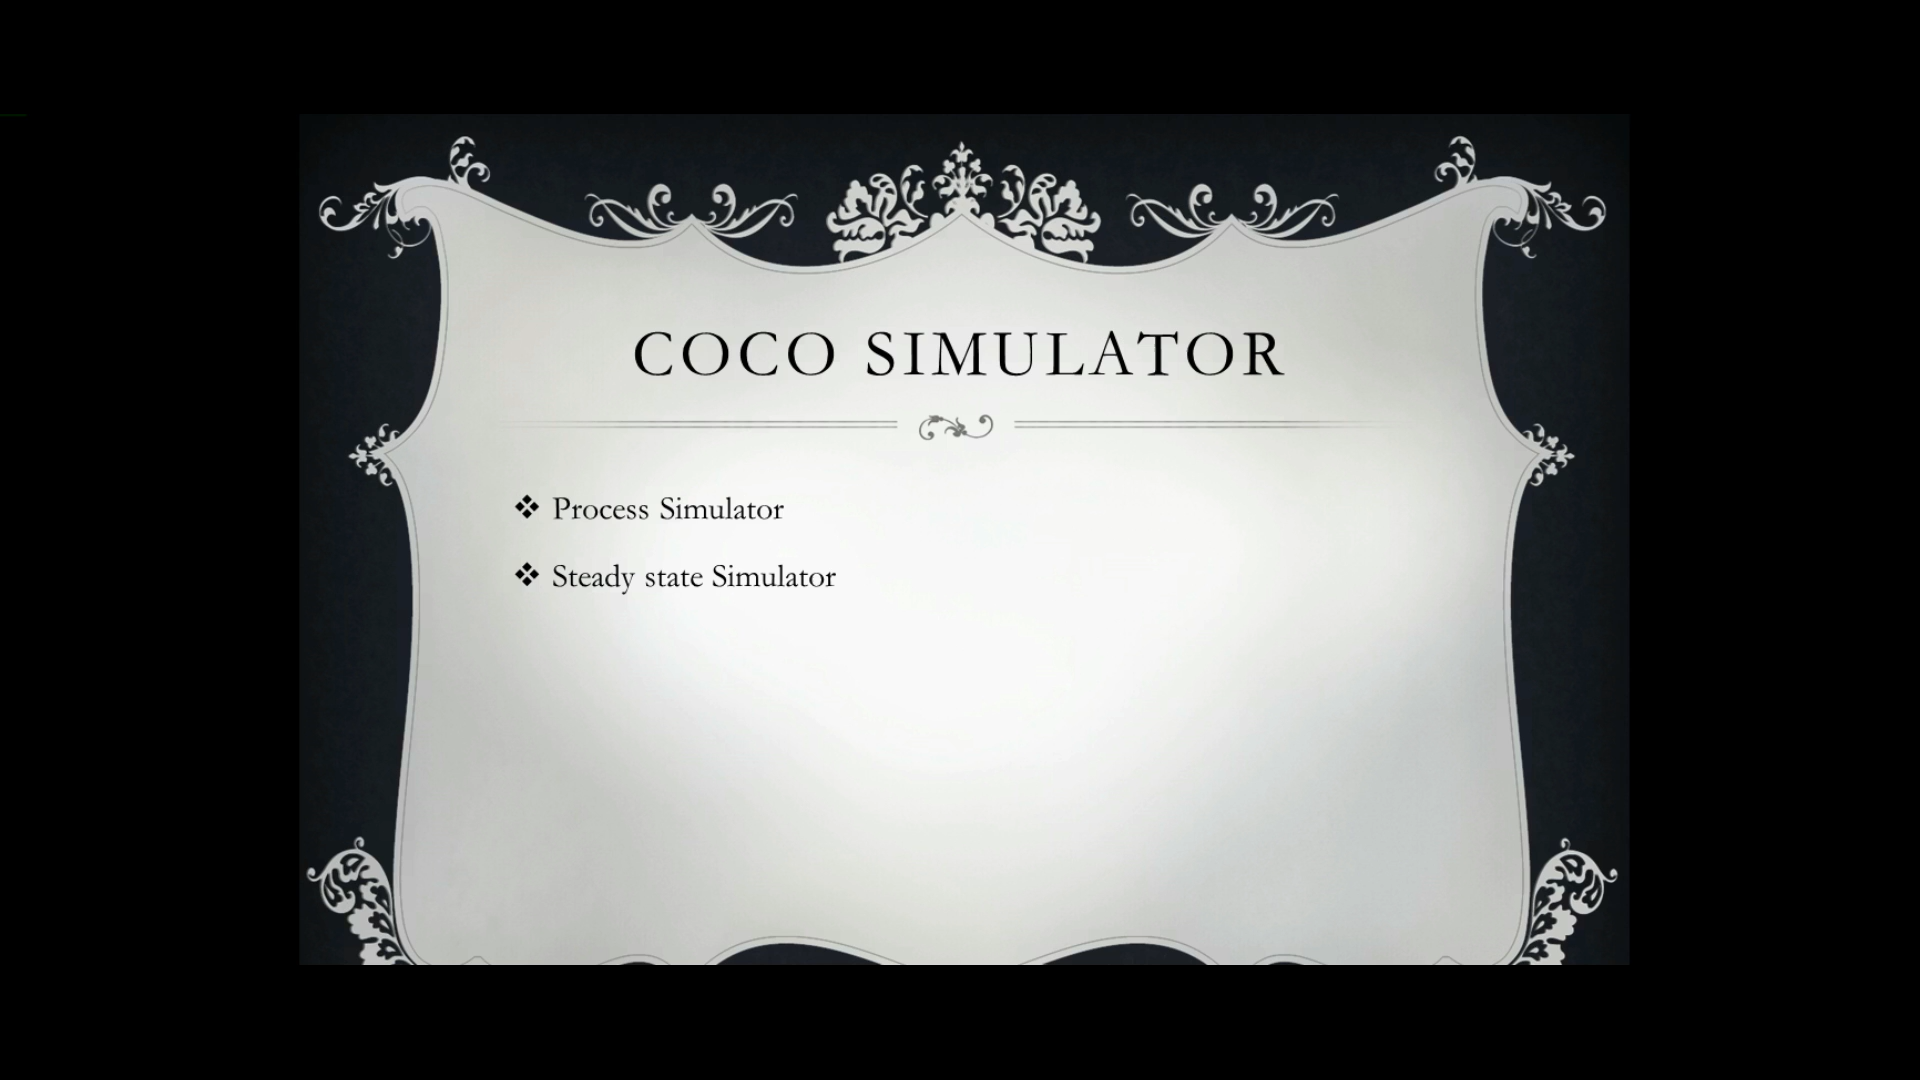 COCO SIMULATOR
❖ Process Simulator
❖ Steady state Simulator